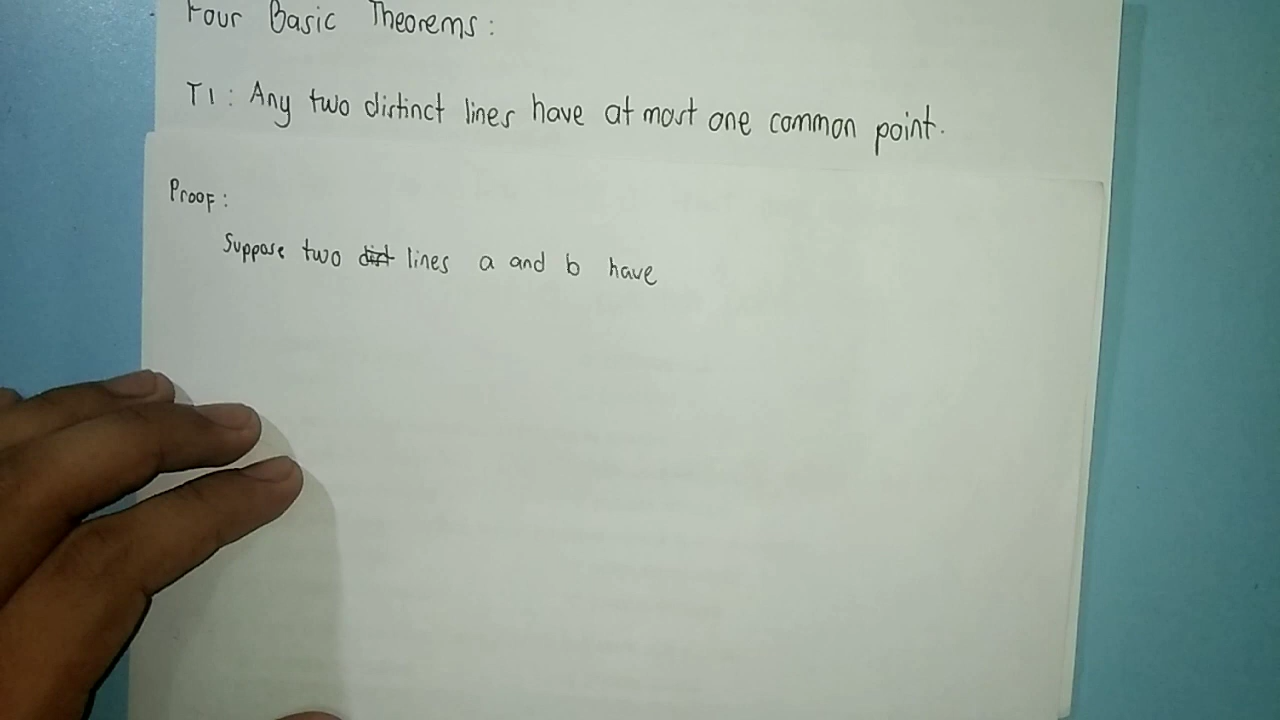 Four Basic Theorems:
T1: Any two distinct lines have at most one common point.
Proof:
Suppose two lines a and b have